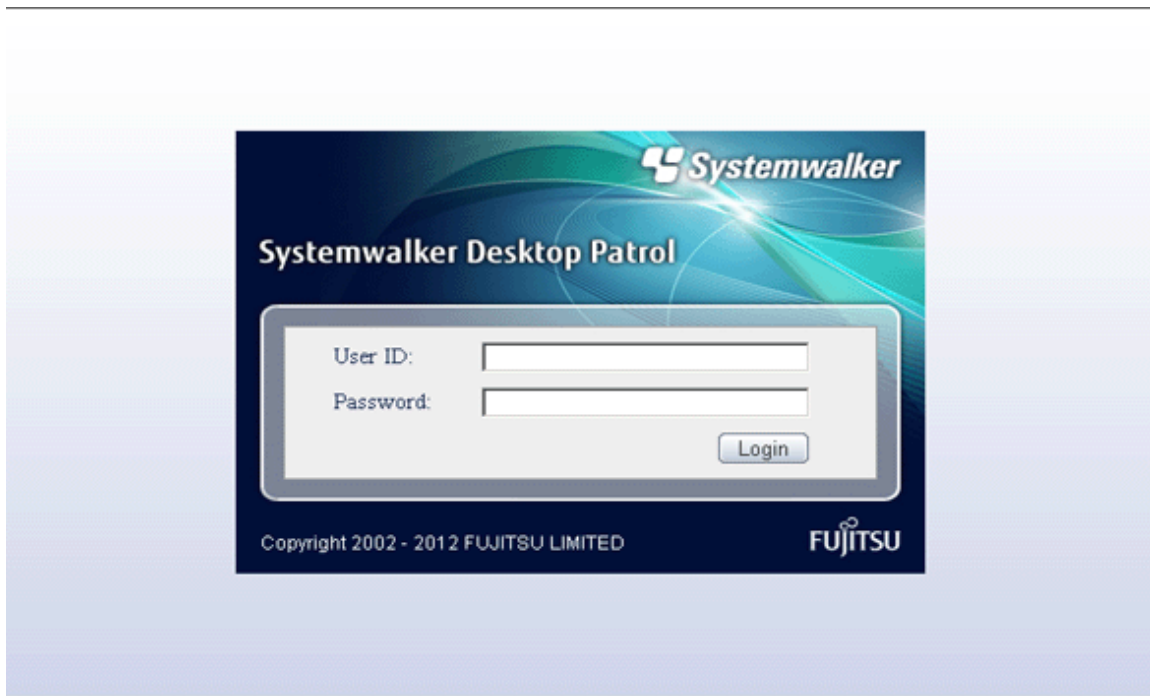 Systemwalker
Systemwalker Desktop Patrol
User ID:
Password:
Login
Copyright 2002 - 2012 FUJITSU LIMITED
FUJITSU